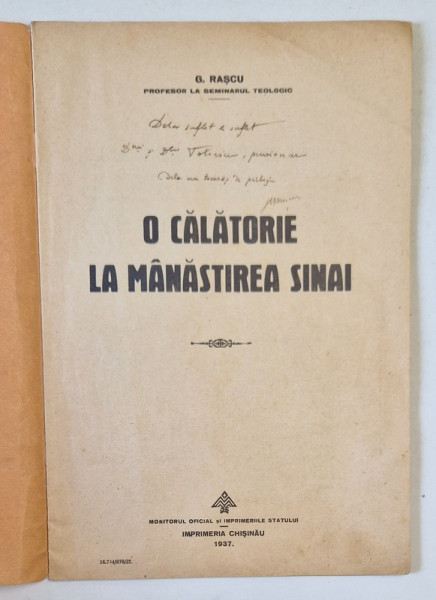 G. RAȘCU
PROFESOR LA SEMINARUL TEOLOGIC
Dela suflet la suflet
O CĂLĂTORIE
LA MÂNĂSTIREA SINAI
MONITORUL OFICIAL și IMPRIMERIILE STATULUI
IMPRIMERIA CHIȘINĂU
1937.